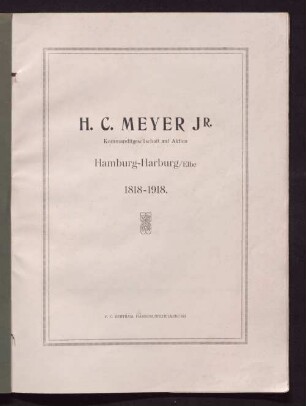 H. C. MEYER JR.
Kommanditgesellschaft auf Aktien
Hamburg-Harburg/Elbe
1818-1918.